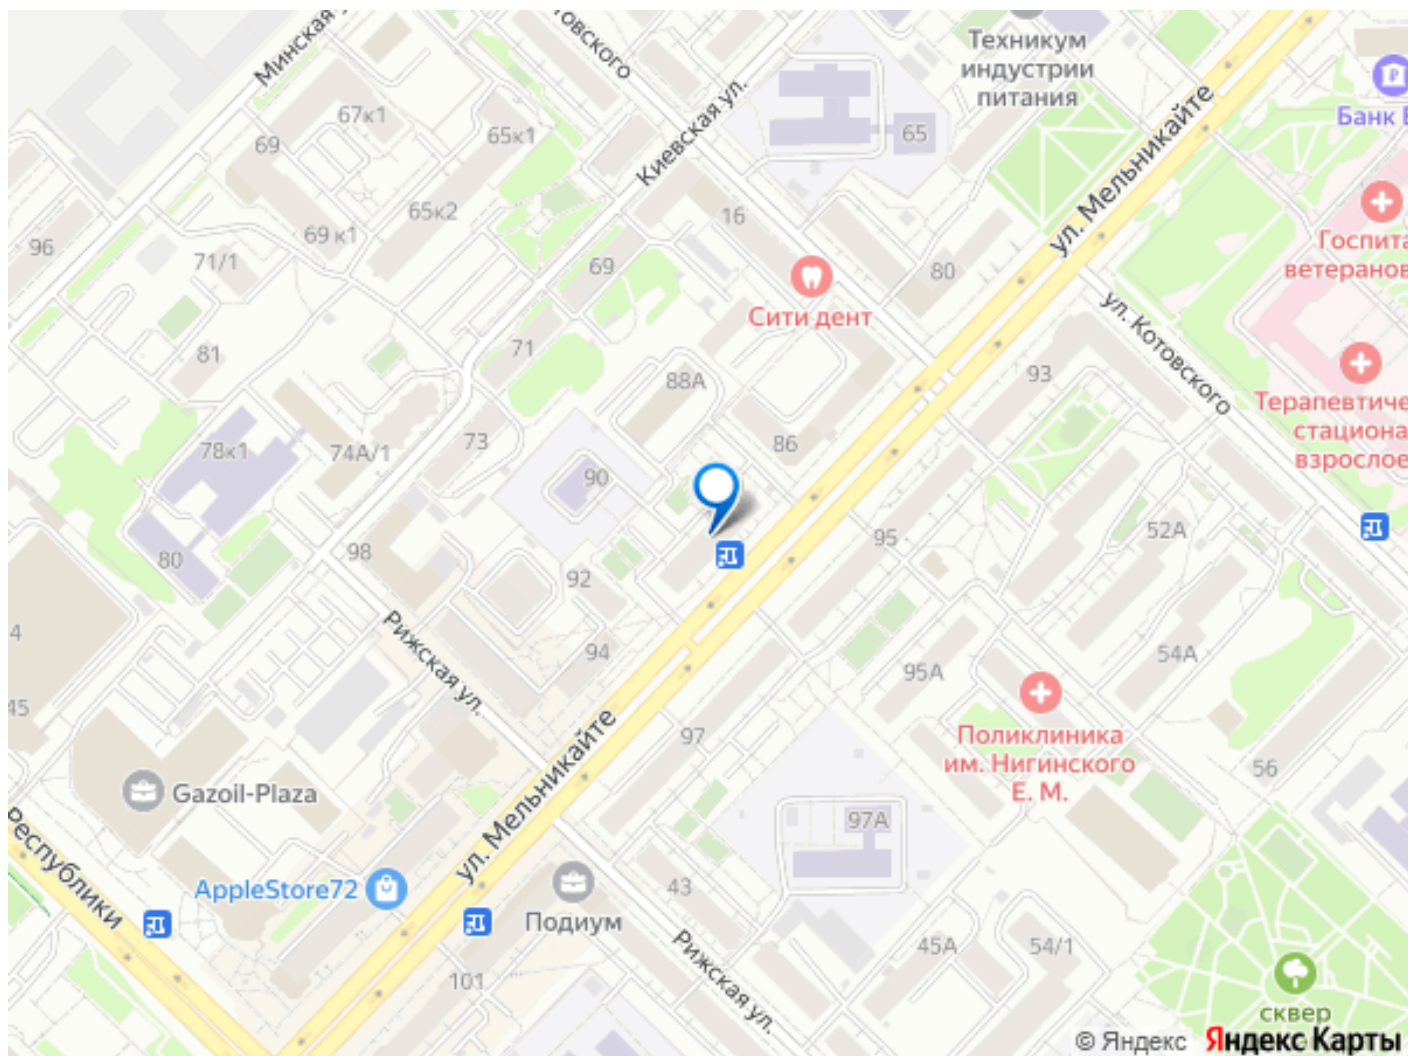 Минская у
овского
Техникум
индустрии
питания
Банк
67к1
69
65к1
Киевская ул.
65
ул. Мельникайте
65к2
16
Госпита
ветеранов
96
69 к1
71/1
69
80
Сити дент
ул. Котовского
81
71
88А
93
Терапевтиче
стациона
взрослое
78к1
74А/1
73
86
90
98
95
52А
80
92
4
Рижская ул.
94
95А
54А
45
Поликлиника
им. Нигинского
Е. М.
97
56
Gazoil-Plaza
ул. Мельникайте
97А
Республики
AppleStore72
Подиум
43
Рижская ул.
45А
54/1
101
сквер
© Яндекс Яндекс Карты